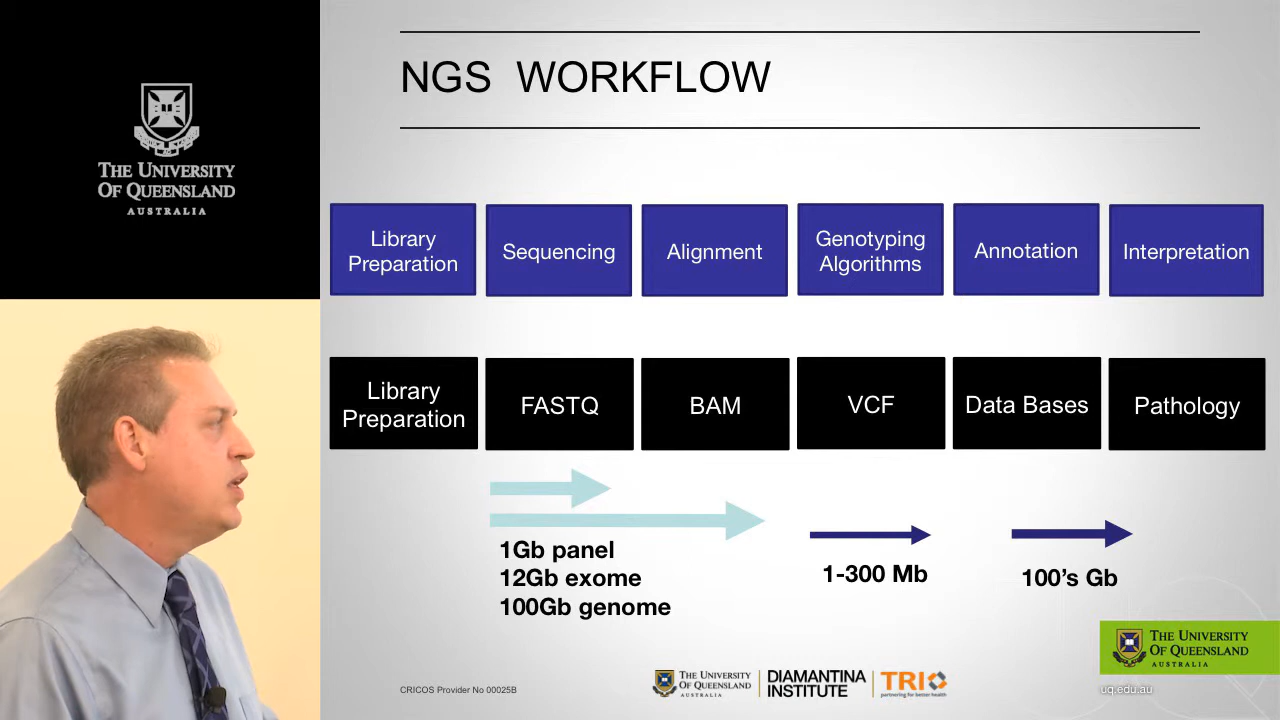 THE UNIVERSITY
OF QUEENSLAND
AUSTRALIA
NGS WORKFLOW
Library
Preparation
Sequencing
Alignment
Genotyping
Algorithms
Annotation
Interpretation
Library
Preparation
FASTQ
BAM
VCF
Data Bases
Pathology
1Gb panel
12Gb exome
100Gb genome
1-300 Mb
100's Gb
THE UNIVERSITY
OF QUEENSLAND
AUSTRALIA
CRICOS Provider No 00025B
THE UNIVERSITY
OF QUEENSLAND
AUSTRALIA
DIAMANTINA
INSTITUTE
TRI
partnering for better health
uq.edu.au